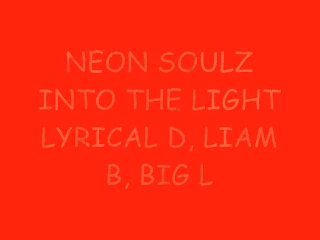 NEON SOULZ
INTO THE LIGHT
LYRICAL D, LIAM
B, BIG L